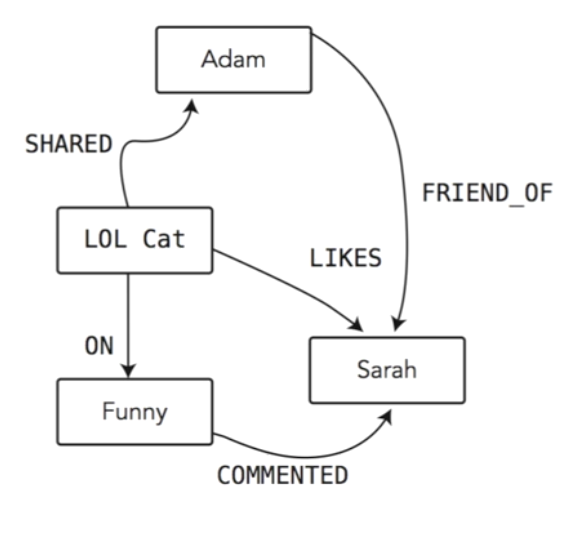 Adam
SHARED
FRIEND_OF
LOL Cat
LIKES
ON
Sarah
Funny
COMMENTED